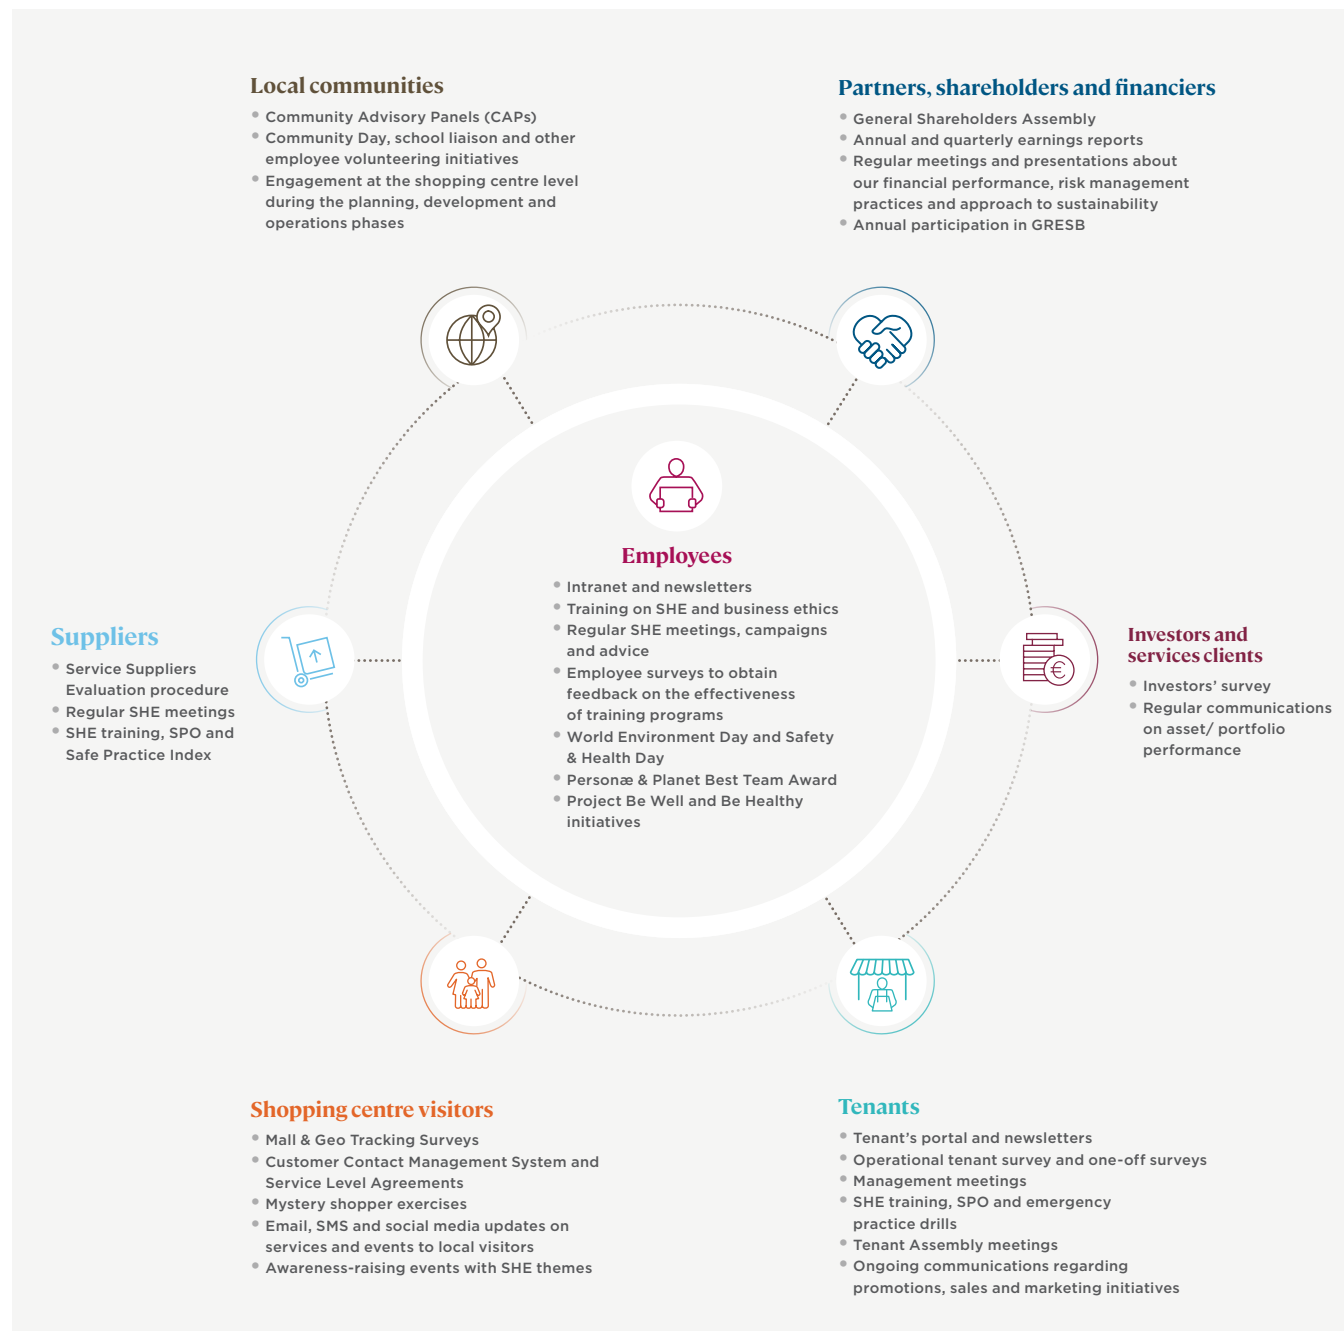 Local communities
• Community Advisory Panels (CAPs)
• Community Day, school liaison and other
employee volunteering initiatives
• Engagement at the shopping centre level
during the planning, development and
operations phases
Partners, shareholders and financiers
• General Shareholders Assembly
• Annual and quarterly earnings reports
• Regular meetings and presentations about
our financial performance, risk management
practices and approach to sustainability
• Annual participation in GRESB
Suppliers
• Service Suppliers
Evaluation procedure
• Regular SHE meetings
• SHE training, SPO and
Safe Practice Index
Employees
• Intranet and newsletters
• Training on SHE and business ethics
• Regular SHE meetings, campaigns
and advice
• Employee surveys to obtain
feedback on the effectiveness
of training programs
• World Environment Day and Safety
& Health Day
• Personæ & Planet Best Team Award
• Project Be Well and Be Healthy
initiatives
Investors and
services clients
• Investors’ survey
• Regular communications
on asset/ portfolio
performance
€
Shopping centre visitors
• Mall & Geo Tracking Surveys
• Customer Contact Management System and
Service Level Agreements
• Mystery shopper exercises
• Email, SMS and social media updates on
services and events to local visitors
• Awareness-raising events with SHE themes
Tenants
• Tenant’s portal and newsletters
• Operational tenant survey and one-off surveys
• Management meetings
• SHE training, SPO and emergency
practice drills
• Tenant Assembly meetings
• Ongoing communications regarding
promotions, sales and marketing initiatives